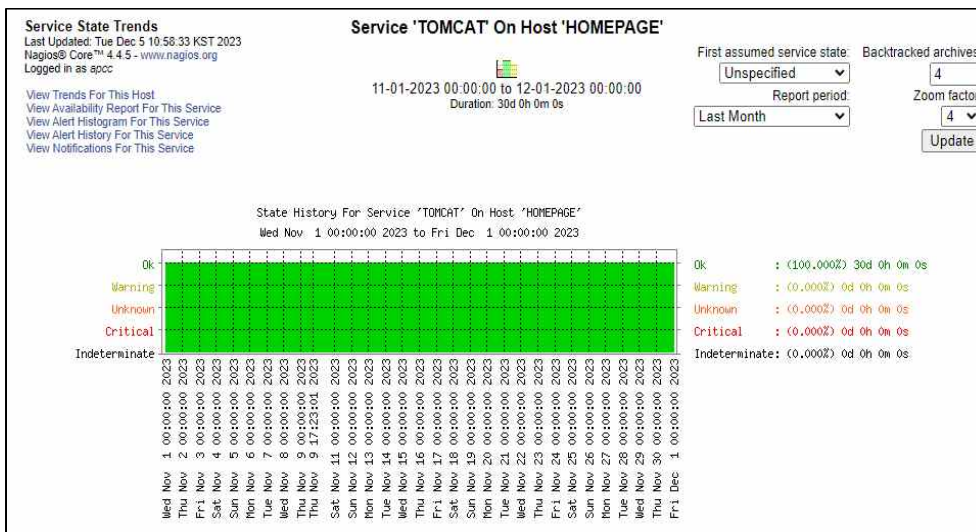 Service State Trends
Last Updated: Tue Dec 5 10:58:33 KST 2023
Nagios® Core™ 4.4.5 - www.nagios.org
Logged in as apcc
View Trends For This Host
View Availability Report For This Service
View Alert Histogram For This Service
View Alert History For This Service
View Notifications For This Service
Service 'TOMCAT' On Host 'HOMEPAGE'
11-01-2023 00:00:00 to 12-01-2023 00:00:00
Duration: 30d 0h 0m 0s
First assumed service state: Backtracked archives
Unspecified 4
Report period: Zoom factor
Last Month 4
Update
State History For Service 'TOMCAT' On Host 'HOMEPAGE'
Wed Nov 1 00:00:00 2023 to Fri Dec 1 00:00:00 2023
Ok
Warning
Unknown
Critical
Indeterminate
Ok : (100.000%) 30d 0h 0m 0s
Warning : (0.000%) 0d 0h 0m 0s
Unknown : (0.000%) 0d 0h 0m 0s
Critical : (0.000%) 0d 0h 0m 0s
Indeterminate: (0.000%) 0d 0h 0m 0s
Wed Nov 1 00:00:00 2023
Thu Nov 2 00:00:00 2023
Fri Nov 3 00:00:00 2023
Sat Nov 4 00:00:00 2023
Sun Nov 5 00:00:00 2023
Mon Nov 6 00:00:00 2023
Tue Nov 7 00:00:00 2023
Wed Nov 8 00:00:00 2023
Thu Nov 9 00:00:00 2023
Thu Nov 9 17:23:01 2023
Sat Nov 11 00:00:00 2023
Sun Nov 12 00:00:00 2023
Mon Nov 13 00:00:00 2023
Tue Nov 14 00:00:00 2023
Wed Nov 15 00:00:00 2023
Thu Nov 16 00:00:00 2023
Fri Nov 17 00:00:00 2023
Sat Nov 18 00:00:00 2023
Sun Nov 19 00:00:00 2023
Mon Nov 20 00:00:00 2023
Tue Nov 21 00:00:00 2023
Wed Nov 22 00:00:00 2023
Thu Nov 23 00:00:00 2023
Fri Nov 24 00:00:00 2023
Sat Nov 25 00:00:00 2023
Sun Nov 26 00:00:00 2023
Mon Nov 27 00:00:00 2023
Tue Nov 28 00:00:00 2023
Wed Nov 29 00:00:00 2023
Thu Nov 30 00:00:00 2023
Fri Dec 1 00:00:00 2023